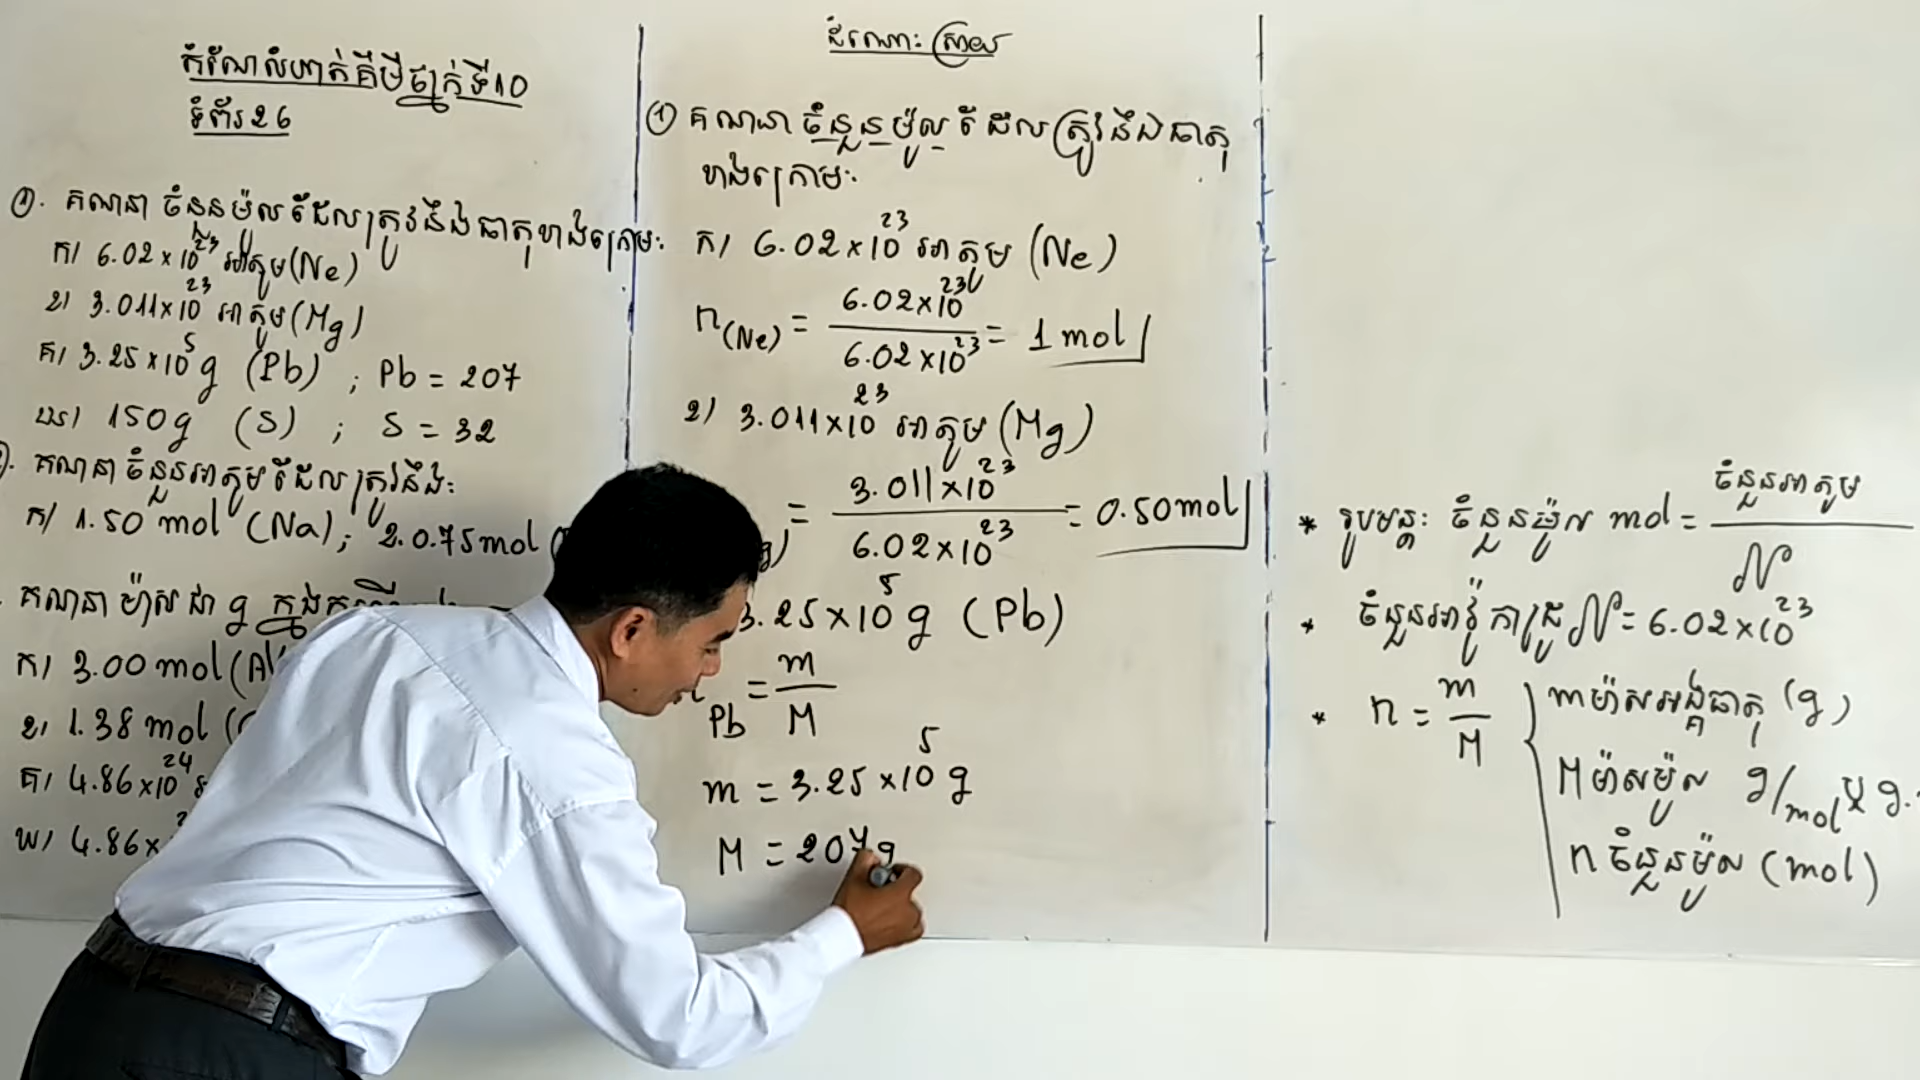 កំណែលំហាត់គីមីថ្នាក់ទី10
ទំព័រ26
1. គណនាចំនួនម៉ូលដែលត្រូវនឹងធាតុខាងក្រោម:
ក/ 6.02×10²³ អាតូម(Ne)
ខ/ 3.011×10²³ អាតូម(Mg)
គ/ 3.25×10⁵g (Pb) ; Pb = 207
ឃ/ 150g (S) ; S = 32
គណនាចំនួនអាតូមដែលត្រូវនឹង:
ក/ 1.50 mol (Na); 2.0.75mol
គណនាម៉ាសជា g ក្នុង
ក/ 3.00 mol (Al
ខ/ 1.38 mol (
គ/ 4.86×10²⁴
ឃ/ 4.86×
ដំណោះស្រាយ
① គណនាចំនួនម៉ូលដែលត្រូវនឹងធាតុ
ខាងក្រោម:
ក/ 6.02×10²³ អាតូម (Ne)
n(Ne) = 6.02×10²³ / 6.02×10²³ = 1 mol
ខ/ 3.011×10²³ អាតូម (Mg)
= 3.011×10²³ / 6.02×10²³ = 0.50mol
3.25×10⁵g (Pb)
Pb = m / M
m = 3.25×10⁵g
M = 207g
* រូបមន្ត: ចំនួនម៉ូល mol = ចំនួនអាតូម / N
* ចំនួនអាវ៉ូកាដ្រូ N = 6.02×10²³
* n = m / M
m ម៉ាសអង្គធាតុ (g)
M ម៉ាសម៉ូល g/mol ឬ g.
n ចំនួនម៉ូល (mol)